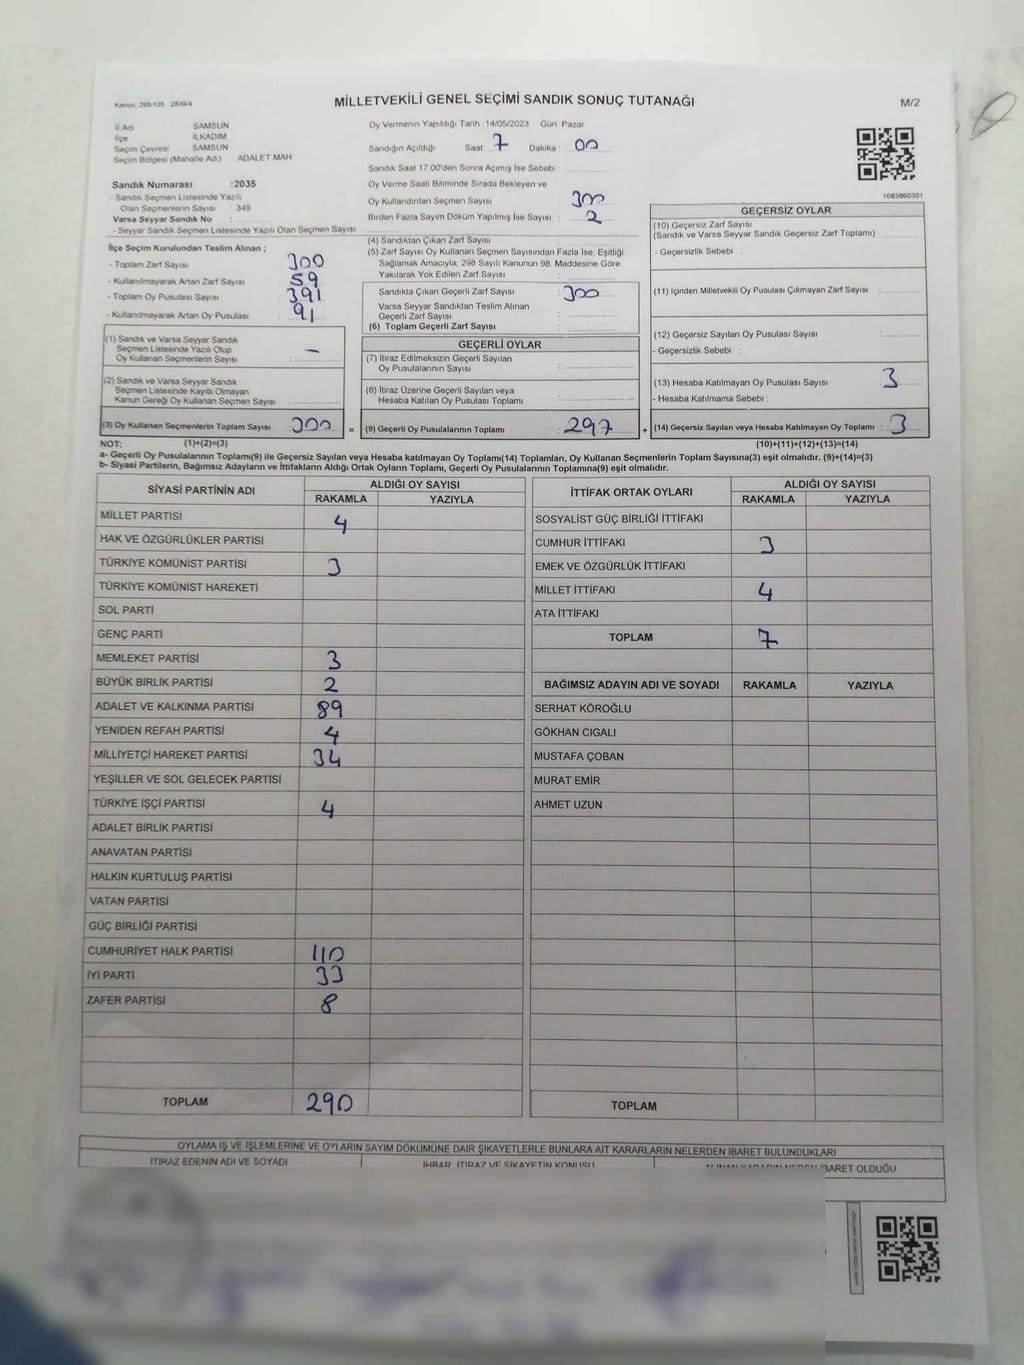 Kanun: 298/105 2839/4
MİLLETVEKİLİ GENEL SEÇİMİ SANDIK SONUÇ TUTANAĞI
M/2
İl Adı SAMSUN
İlçe İLKADIM
Seçim Çevresi SAMSUN
Seçim Bölgesi (Mahalle Adı) ADALET MAH
Sandık Numarası :2035
- Sandık Seçmen Listesinde Yazılı
Olan Seçmenlerin Sayısı : 349
Varsa Seyyar Sandık No :
- Seyyar Sandık Seçmen Listesinde Yazılı Olan Seçmen Sayısı:
Oy Vermenin Yapıldığı Tarih 14/05/2023 Gün Pazar
Sandığın Açıldığı Saat: 7 Dakika : 00
Sandık Saat 17:00'den Sonra Açılmış İse Sebebi :
Oy Verme Saati Bitiminde Sırada Bekleyen ve
Oy Kullandırılan Seçmen Sayısı : 300
Birden Fazla Sayım Döküm Yapılmış İse Sayısı : 2
1083860301
İlçe Seçim Kurulundan Teslim Alınan ;
- Toplam Zarf Sayısı : 300
- Kullanılmayarak Artan Zarf Sayısı : 59
- Toplam Oy Pusulası Sayısı : 391
- Kullanılmayarak Artan Oy Pusulası : 91
(1) Sandık ve Varsa Seyyar Sandık
Seçmen Listesinde Yazılı Olup
Oy Kullanan Seçmenlerin Sayısı : -
(2) Sandık ve Varsa Seyyar Sandık
Seçmen Listesinde Kayıtlı Olmayan
Kanun Gereği Oy Kullanan Seçmen Sayısı :
(3) Oy Kullanan Seçmenlerin Toplam Sayısı : 300 =
(4) Sandıktan Çıkan Zarf Sayısı :
(5) Zarf Sayısı Oy Kullanan Seçmen Sayısından Fazla İse, Eşitliği
Sağlamak Amacıyla, 298 Sayılı Kanunun 98. Maddesine Göre
Yakılarak Yok Edilen Zarf Sayısı :
Sandıkta Çıkan Geçerli Zarf Sayısı : 300
Varsa Seyyar Sandıktan Teslim Alınan
Geçerli Zarf Sayısı :
(6) Toplam Geçerli Zarf Sayısı :
GEÇERLİ OYLAR
(7) İtiraz Edilmeksizin Geçerli Sayılan
Oy Pusulalarının Sayısı :
(8) İtiraz Üzerine Geçerli Sayılan veya
Hesaba Katılan Oy Pusulası Toplamı :
(9) Geçerli Oy Pusulalarının Toplamı : 297 +
GEÇERSİZ OYLAR
(10) Geçersiz Zarf Sayısı
(Sandık ve Varsa Seyyar Sandık Geçersiz Zarf Toplamı) :
- Geçersizlik Sebebi :
(11) İçinden Milletvekili Oy Pusulası Çıkmayan Zarf Sayısı :
(12) Geçersiz Sayılan Oy Pusulası Sayısı :
- Geçersizlik Sebebi :
(13) Hesaba Katılmayan Oy Pusulası Sayısı : 3
- Hesaba Katılmama Sebebi :
(14) Geçersiz Sayılan veya Hesaba Katılmayan Oy Toplamı : 3
NOT: (1)+(2)=(3) (10)+(11)+(12)+(13)=(14)
a- Geçerli Oy Pusulalarının Toplamı(9) ile Geçersiz Sayılan veya Hesaba katılmayan Oy Toplamı(14) Toplamları, Oy Kullanan Seçmenlerin Toplam Sayısına(3) eşit olmalıdır. (9)+(14)=(3)
b- Siyasi Partilerin, Bağımsız Adayların ve İttifakların Aldığı Ortak Oyların Toplamı, Geçerli Oy Pusulalarının Toplamına(9) eşit olmalıdır.
SİYASİ PARTİNİN ADI ALDIĞI OY SAYISI
RAKAMLA YAZIYLA
MİLLET PARTİSİ 4
HAK VE ÖZGÜRLÜKLER PARTİSİ
TÜRKİYE KOMÜNİST PARTİSİ 3
TÜRKİYE KOMÜNİST HAREKETİ
SOL PARTİ
GENÇ PARTİ
MEMLEKET PARTİSİ 3
BÜYÜK BİRLİK PARTİSİ 2
ADALET VE KALKINMA PARTİSİ 89
YENİDEN REFAH PARTİSİ 4
MİLLİYETÇİ HAREKET PARTİSİ 34
YEŞİLLER VE SOL GELECEK PARTİSİ
TÜRKİYE İŞÇİ PARTİSİ 4
ADALET BİRLİK PARTİSİ
ANAVATAN PARTİSİ
HALKIN KURTULUŞ PARTİSİ
VATAN PARTİSİ
GÜÇ BİRLİĞİ PARTİSİ
CUMHURİYET HALK PARTİSİ 110
İYİ PARTİ 33
ZAFER PARTİSİ 8
TOPLAM 290
İTTİFAK ORTAK OYLARI ALDIĞI OY SAYISI
RAKAMLA YAZIYLA
SOSYALİST GÜÇ BİRLİĞİ İTTİFAKI
CUMHUR İTTİFAKI 3
EMEK VE ÖZGÜRLÜK İTTİFAKI
MİLLET İTTİFAKI 4
ATA İTTİFAKI
TOPLAM 7
BAĞIMSIZ ADAYIN ADI VE SOYADI RAKAMLA YAZIYLA
SERHAT KÖROĞLU
GÖKHAN CIGALI
MUSTAFA ÇOBAN
MURAT EMİR
AHMET UZUN
TOPLAM
OYLAMA İŞ VE İŞLEMLERİNE VE OYLARIN SAYIM DÖKÜMÜNE DAİR ŞİKAYETLERLE BUNLARA AİT KARARLARIN NELERDEN İBARET BULUNDUKLARI
İTİRAZ EDENİN ADI VE SOYADI İHBAR, İTİRAZ VE ŞİKAYETİN KONUSU İBARET OLDUĞU